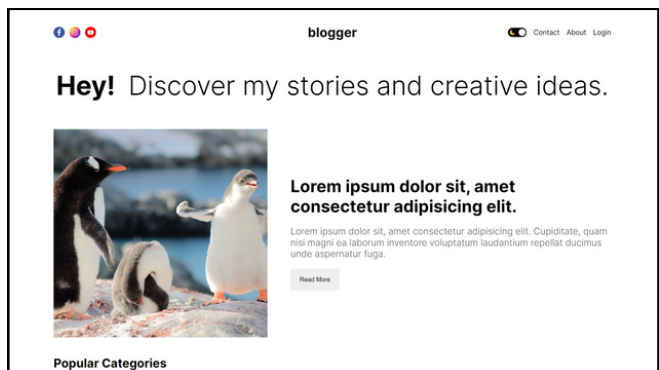 blogger
Contact About Login
Hey! Discover my stories and creative ideas.
Lorem ipsum dolor sit, amet
consectetur adipisicing elit.
Lorem ipsum dolor sit, amet consectetur adipisicing elit. Cupiditate, quam
nisi magni ea laborum inventore voluptatum laudantium repellat ducimus
unde aspernatur fuga.
Read More
Popular Categories